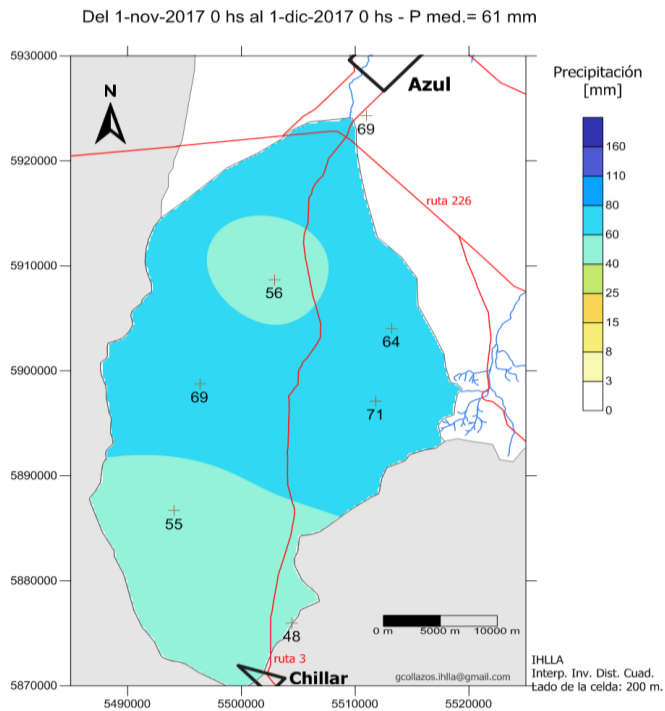 Del 1-nov-2017 0 hs al 1-dic-2017 0 hs - P med.= 61 mm
5930000
5920000
5910000
5900000
5890000
5880000
5870000
N
Azul
69
ruta 226
56
64
69
71
55
48
ruta 3
Chillar
0 m 5000 m 10000 m
gcollazos.ihlla@gmail.com
5490000 5500000 5510000 5520000
Precipitación
[mm]
160
110
80
60
40
25
15
8
3
0
IHLLA
Interp. Inv. Dist. Cuad.
Lado de la celda: 200 m.